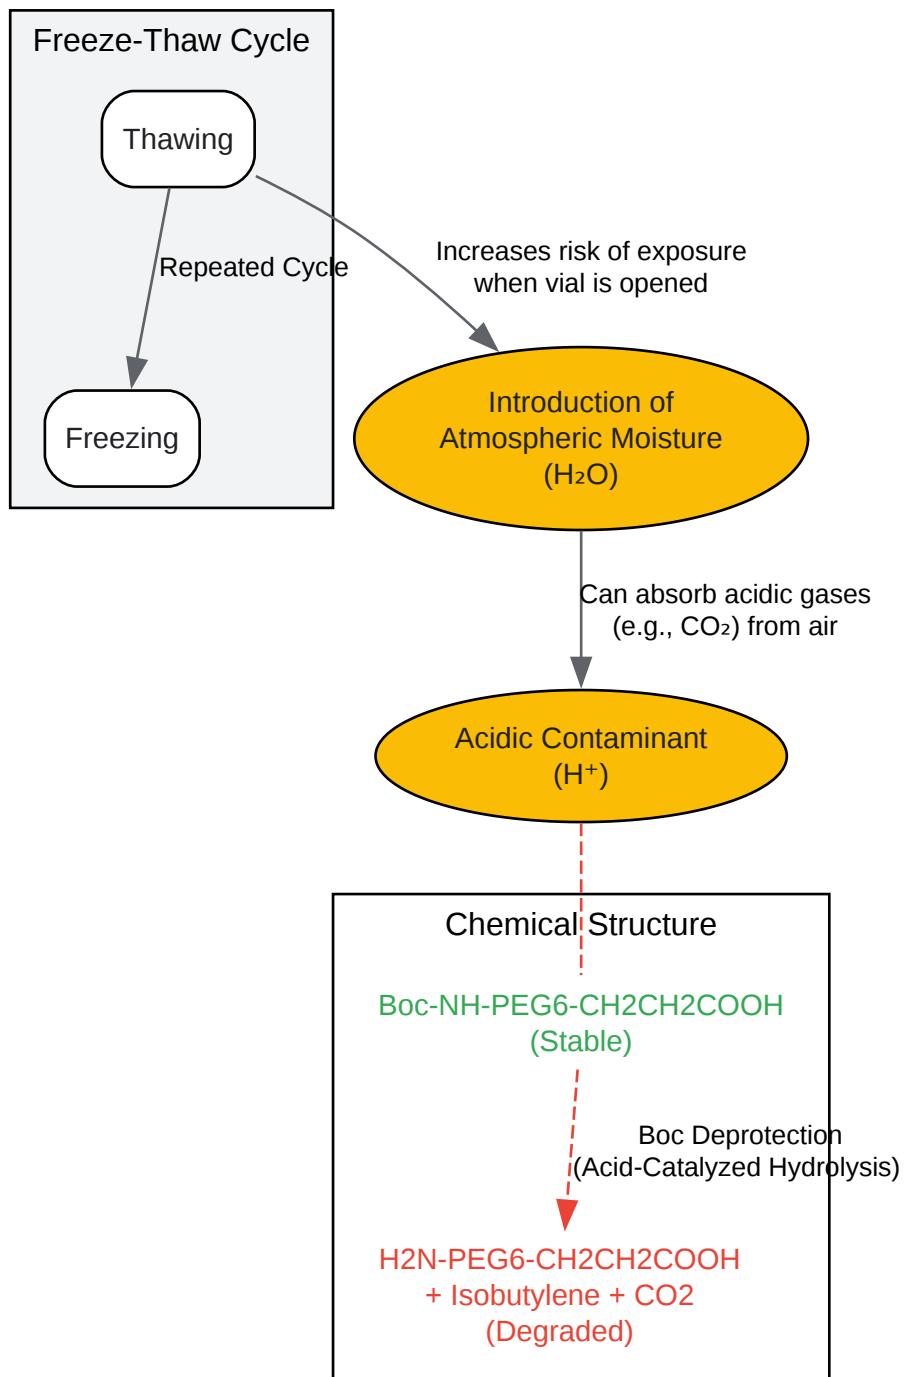 Freeze-Thaw Cycle
Thawing
Repeated Cycle
Freezing
Increases risk of exposure
when vial is opened
Introduction of
Atmospheric Moisture
(H₂O)
Can absorb acidic gases
(e.g., CO₂) from air
Acidic Contaminant
(H⁺)
Chemical Structure
Boc-NH-PEG6-CH2CH2COOH
(Stable)
Boc Deprotection
(Acid-Catalyzed Hydrolysis)
H2N-PEG6-CH2CH2COOH
+ Isobutylene + CO2
(Degraded)